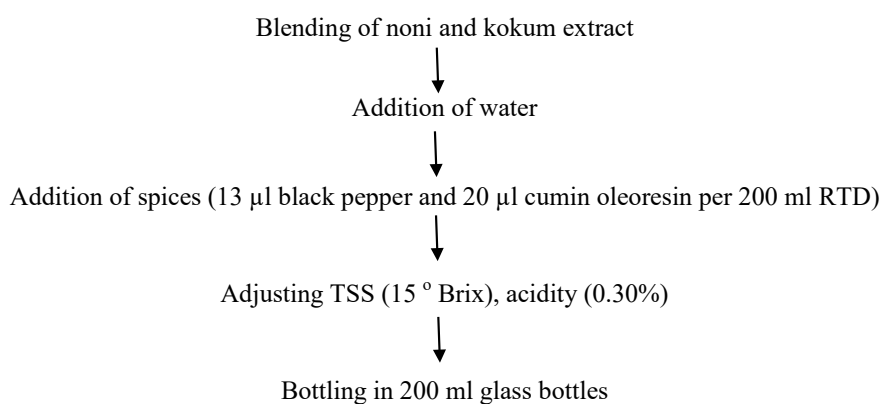 Blending of noni and kokum extract
Addition of water
Addition of spices (13 µl black pepper and 20 µl cumin oleoresin per 200 ml RTD)
Adjusting TSS (15 ° Brix), acidity (0.30%)
Bottling in 200 ml glass bottles